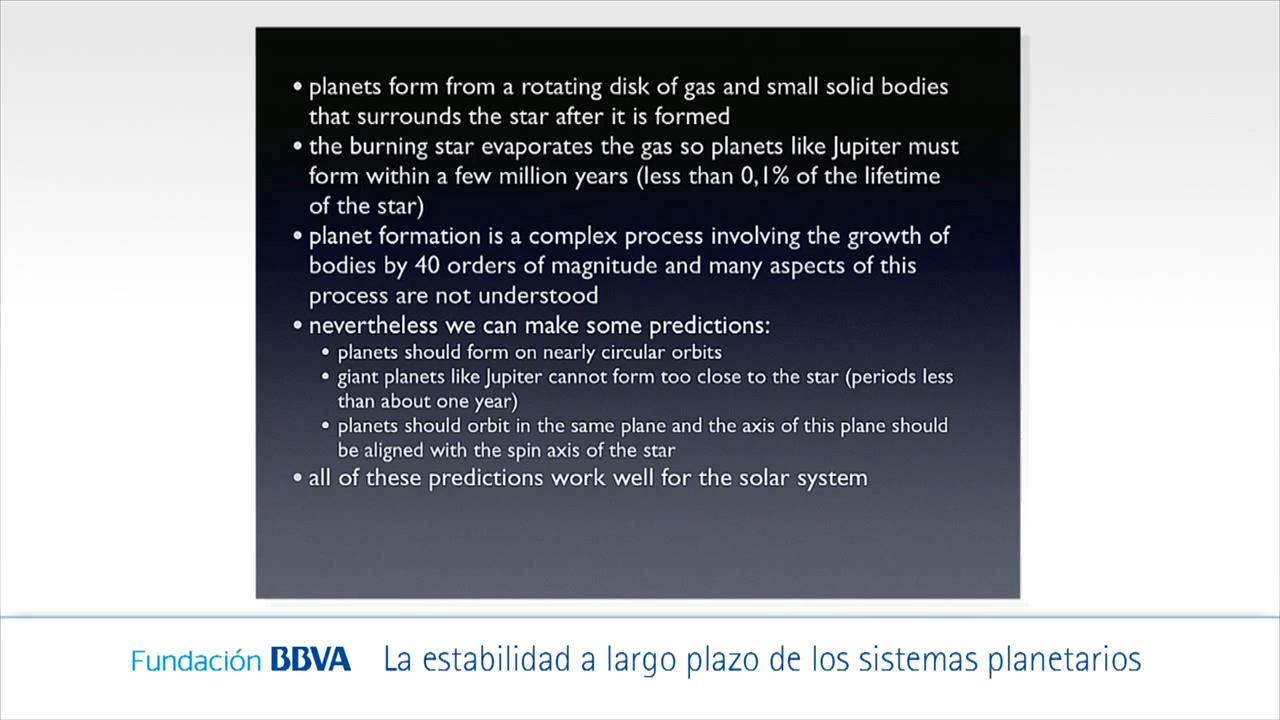 • planets form from a rotating disk of gas and small solid bodies
that surrounds the star after it is formed
• the burning star evaporates the gas so planets like Jupiter must
form within a few million years (less than 0,1% of the lifetime
of the star)
• planet formation is a complex process involving the growth of
bodies by 40 orders of magnitude and many aspects of this
process are not understood
• nevertheless we can make some predictions:
• planets should form on nearly circular orbits
• giant planets like Jupiter cannot form too close to the star (periods less
than about one year)
• planets should orbit in the same plane and the axis of this plane should
be aligned with the spin axis of the star
• all of these predictions work well for the solar system
Fundación BBVA La estabilidad a largo plazo de los sistemas planetarios